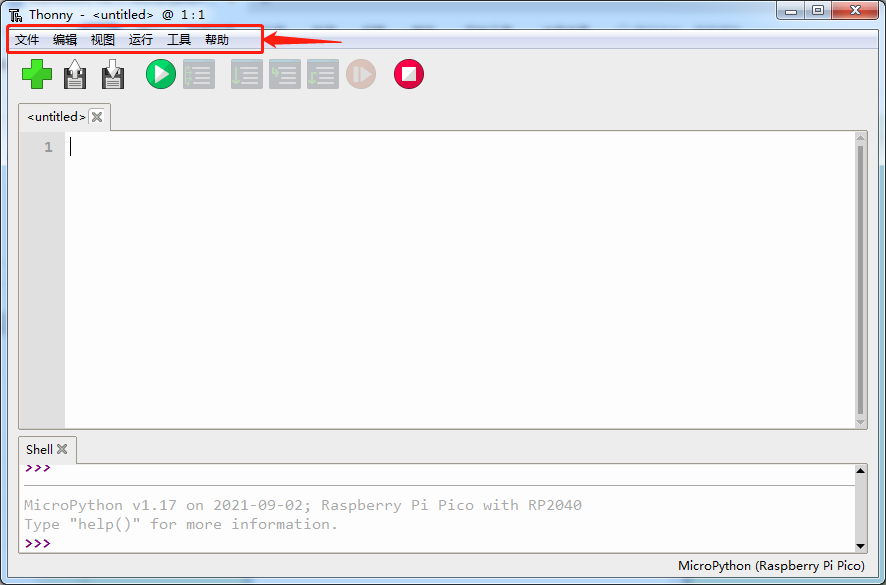 Thonny - <untitled> @ 1:1
文件 编辑 视图 运行 工具 帮助
<untitled>
1
Shell
>>>
MicroPython v1.17 on 2021-09-02; Raspberry Pi Pico with RP2040
Type "help()" for more information.
>>>
MicroPython (Raspberry Pi Pico)